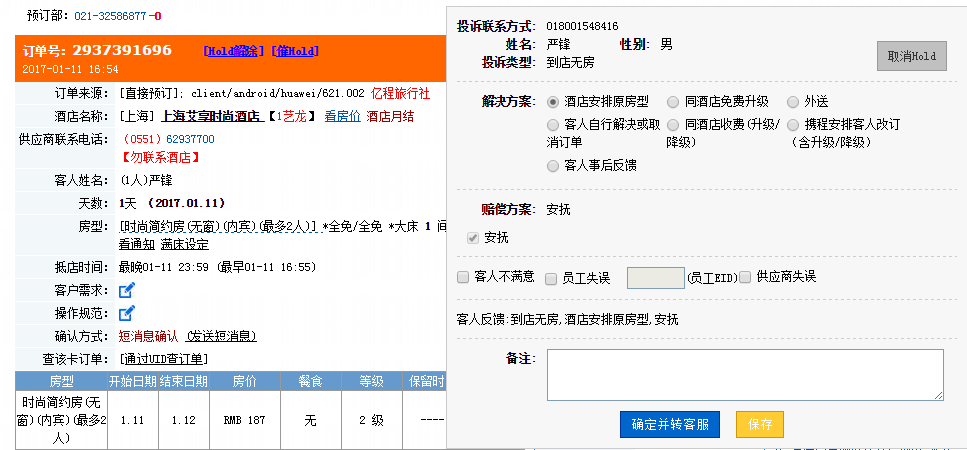 预订部: 021-32586877-0
订单号: 2937391696 [Hold解除] [催Hold]
2017-01-11 16:54
订单来源: [直接预订]: client/android/huawei/621.002 亿程旅行社
酒店名称: [上海] 上海艾享时尚酒店 【1艺龙】 看房价 酒店月结
供应商联系电话: (0551) 62937700
【勿联系酒店】
客人姓名: (1人)严锋
天数: 1天 (2017.01.11)
房型: [时尚简约房(无窗)(内宾)(最多2人)] *全免/全免 *大床 1 间
看通知 满床设定
抵店时间: 最晚01-11 23:59 (最早01-11 16:55)
客户需求:
操作规范:
确认方式: 短消息确认 (发送短消息)
查该卡订单: [通过UID查订单]
房型 开始日期 结束日期 房价 餐食 等级 保留时
时尚简约房(无窗)(内宾)(最多2人) 1.11 1.12 RMB 187 无 2 级 ----
投诉联系方式: 018001548416
姓名: 严锋 性别: 男
投诉类型: 到店无房
取消Hold
解决方案: 酒店安排原房型 同酒店免费升级 外送
客人自行解决或取消订单 同酒店收费(升级/降级) 携程安排客人改订(含升级/降级)
客人事后反馈
赔偿方案: 安抚
安抚
客人不满意 员工失误 (员工EID) 供应商失误
客人反馈:到店无房,酒店安排原房型,安抚
备注:
确定并转客服 保存